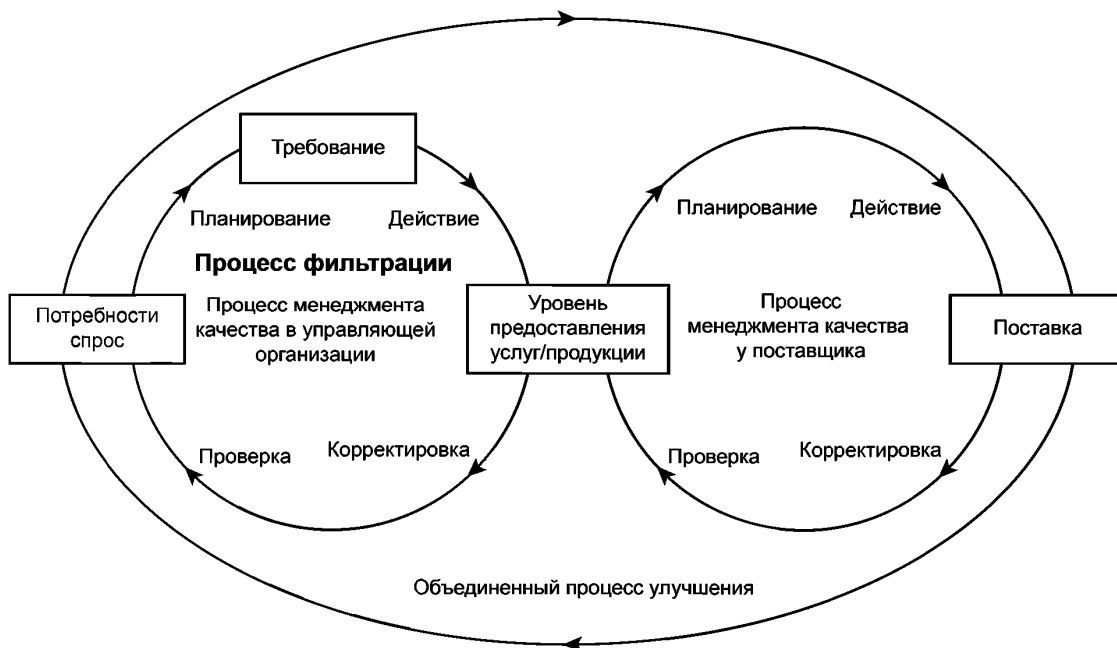 Требование
Планирование
Действие
Процесс фильтрации
Процесс менеджмента
качества в управляющей
организации
Потребности
спрос
Уровень
предоставления
услуг/продукции
Проверка
Корректировка
Планирование
Действие
Процесс
менеджмента качества
у поставщика
Поставка
Проверка
Корректировка
Объединенный процесс улучшения